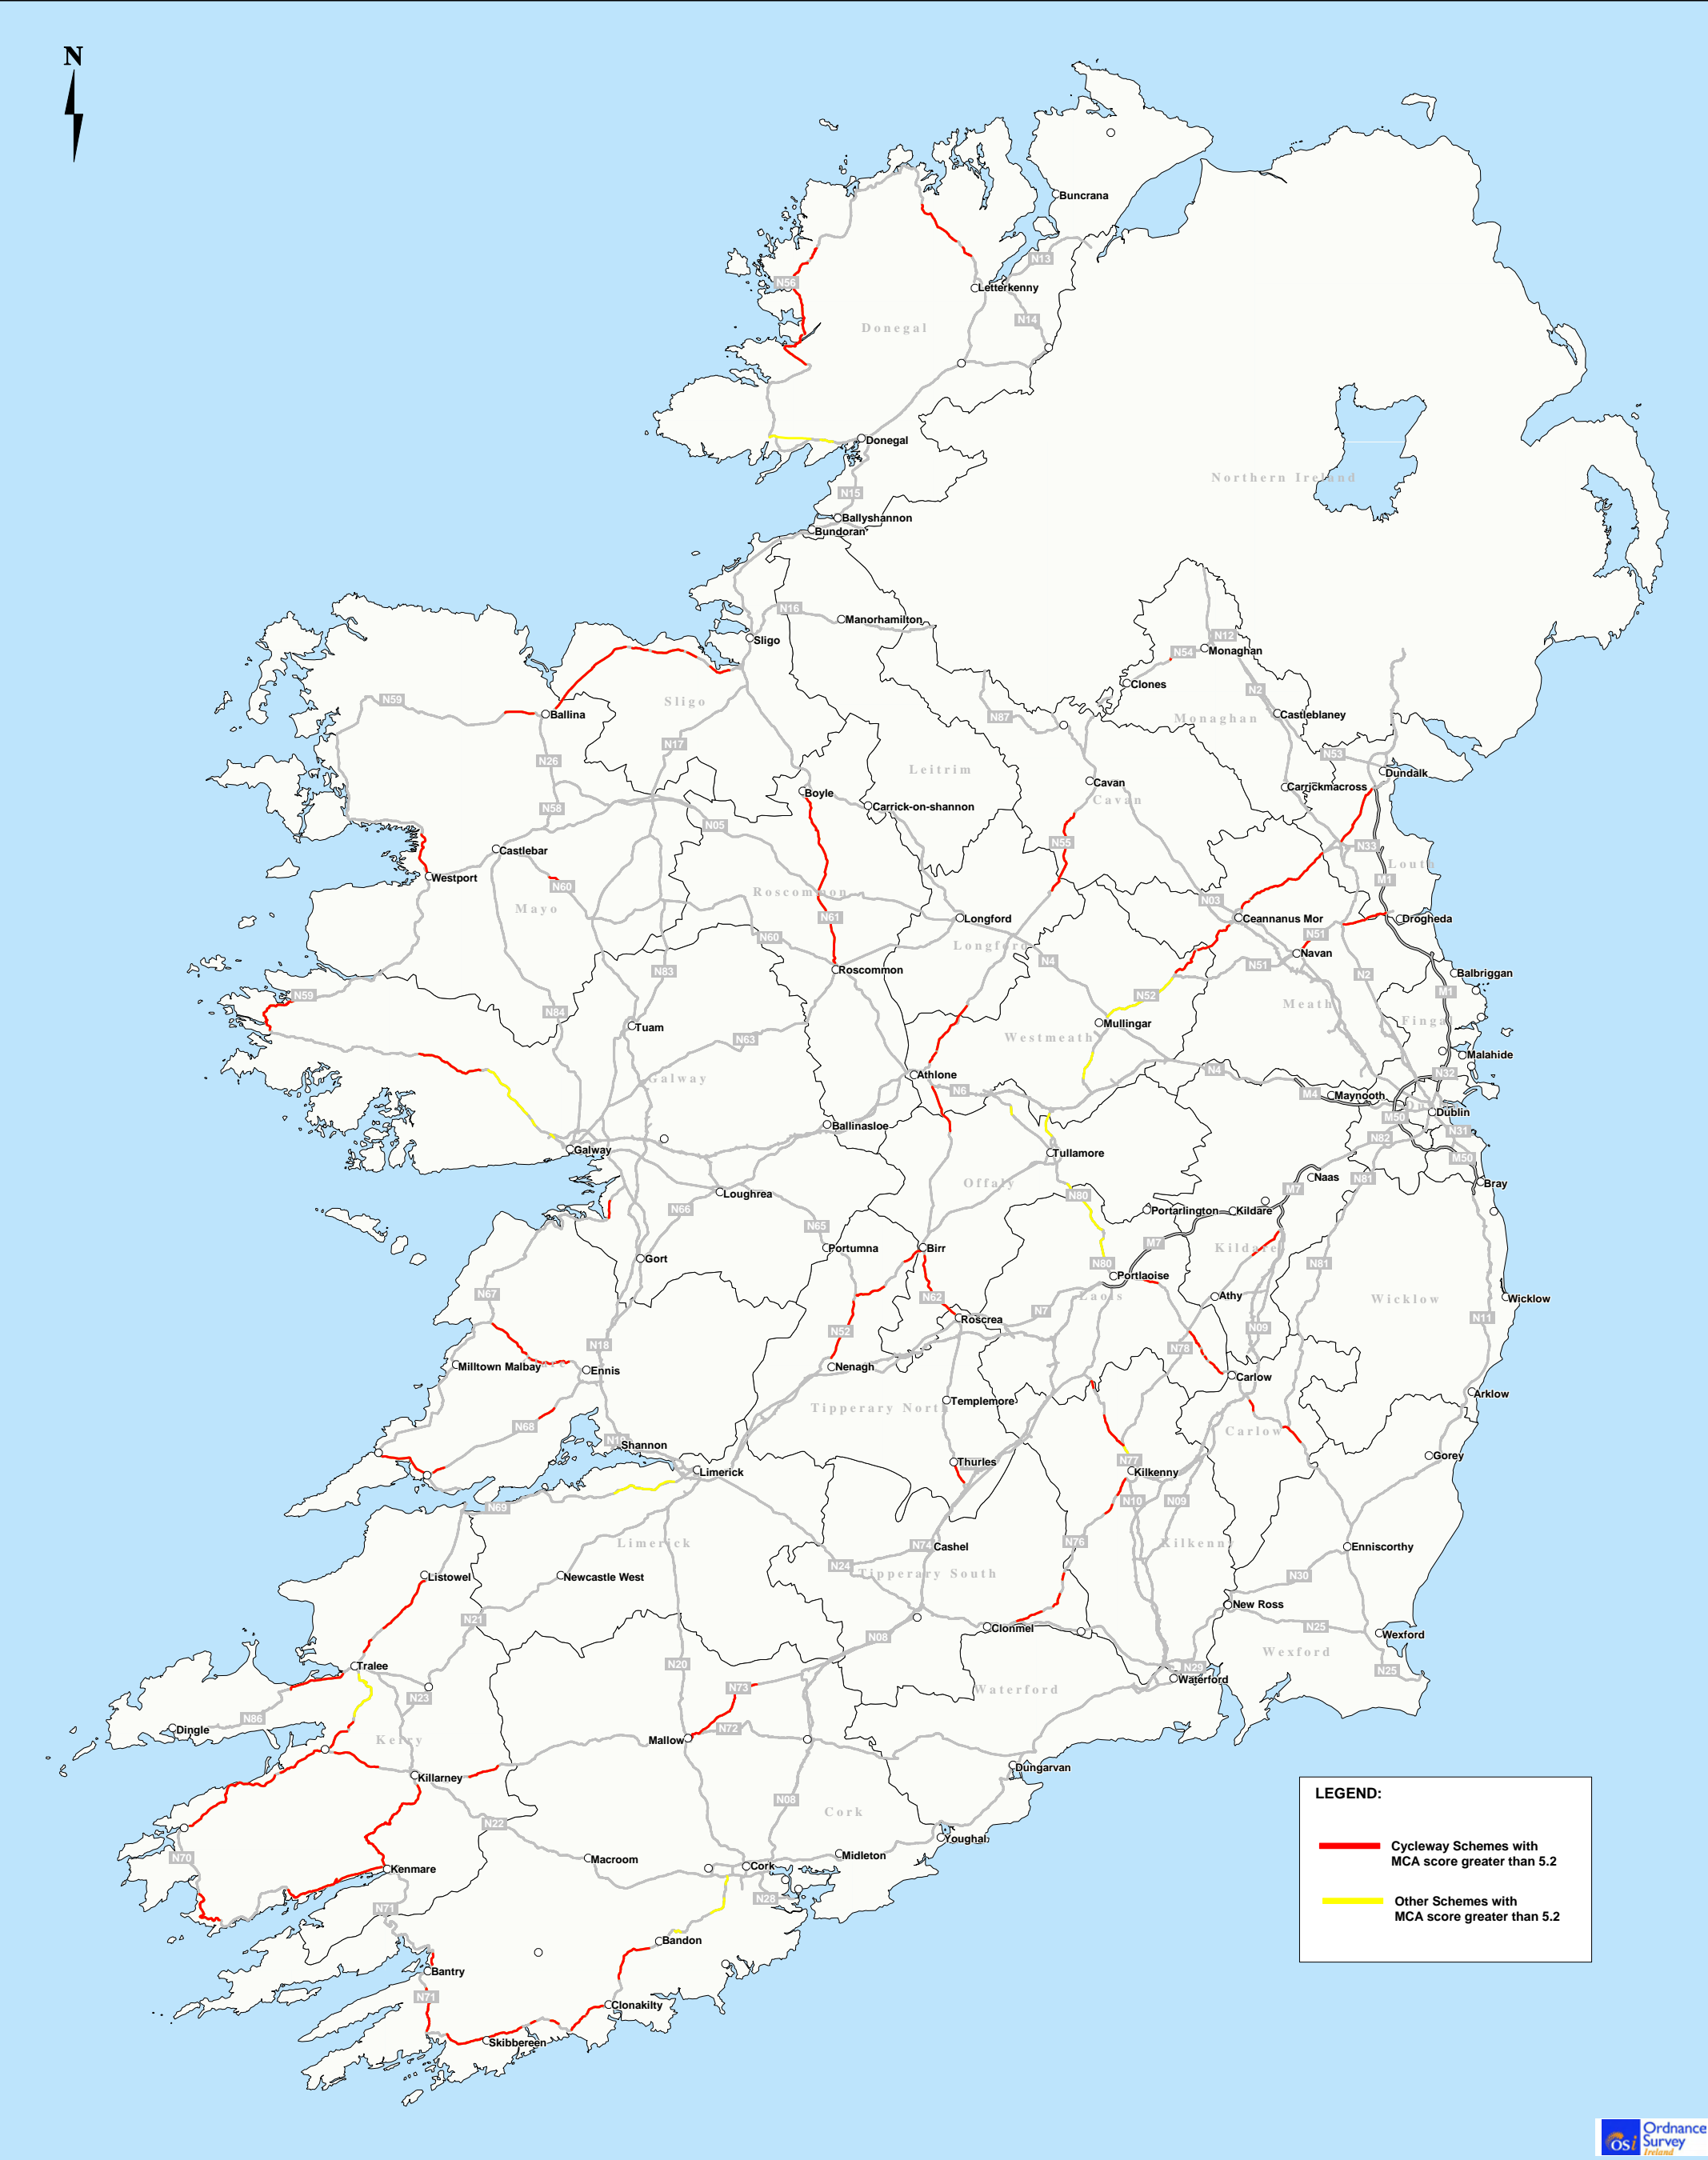 N
Buncrana
N13
N56
Letterkenny
N14
Donegal
Donegal
Northern Ireland
N15
Ballyshannon
Bundoran
N16
Manorhamilton
Sligo
N12
N54
Monaghan
Clones
N2
N59
Sligo
Castleblaney
Ballina
N87
Monaghan
N17
N53
N26
Leitrim
Dundalk
Cavan
Carrickmacross
Boyle
Cavan
Carrick-on-shannon
N58
N05
N55
N33
Castlebar
Louth
Westport
N60
M1
Roscommon
N03
Mayo
N61
Longford
Ceannanus Mor
Drogheda
N51
N60
Longford
Navan
N4
N51
Roscommon
N83
N2
Balbriggan
N59
N52
M1
Meath
N84
Mullingar
Fingal
Tuam
Westmeath
N63
Malahide
N4
N32
Galway
Athlone
N6
M4
Maynooth
Dublin
M50
Ballinasloe
N31
N82
Galway
Tullamore
M50
Naas
N81
Offaly
Bray
M7
Loughrea
N80
N66
Portarlington
Kildare
N65
M7
Portumna
Birr
Kildare
Gort
N80
N81
Portlaoise
N67
N62
Laois
Athy
Wicklow
Wicklow
N7
Roscrea
N11
N52
N09
N18
N78
Milltown Malbay
Ennis
Nenagh
Carlow
Arklow
Templemore
Tipperary North
N68
Carlow
N19
Shannon
Gorey
Thurles
N77
Limerick
Kilkenny
N69
N10
N09
Limerick
N74
Cashel
N76
Kilkenny
Enniscorthy
N24
Tipperary South
Listowel
Newcastle West
N30
New Ross
N21
Clonmel
N25
N08
Wexford
Wexford
Tralee
N20
N29
N25
Waterford
N23
N73
Waterford
N86
Dingle
N72
Kerry
Mallow
Dungarvan
Killarney
N08
Cork
N22
Youghal
N70
Macroom
Midleton
Cork
Kenmare
N28
N71
Bandon
Bantry
N71
Clonakilty
Skibbereen
LEGEND:
Cycleway Schemes with
MCA score greater than 5.2
Other Schemes with
MCA score greater than 5.2
osi
Ordnance
Survey
Ireland